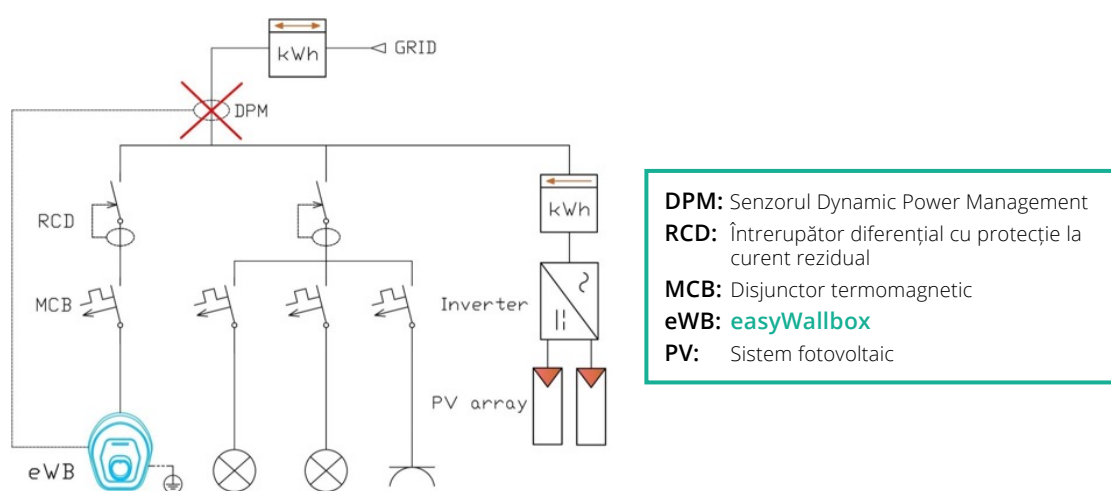 kWh
GRID
DPM
RCD
kWh
MCB
Inverter
PV array
eWB
DPM: Senzorul Dynamic Power Management
RCD: Întrerupător diferențial cu protecție la
curent rezidual
MCB: Disjunctor termomagnetic
eWB: easyWallbox
PV: Sistem fotovoltaic